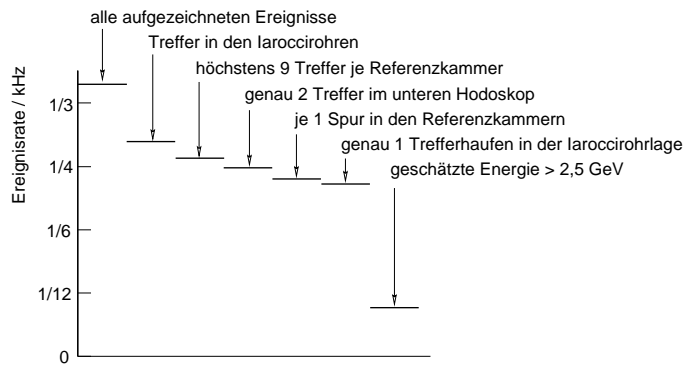 alle aufgezeichneten Ereignisse
Treffer in den Iaroccirohren
höchstens 9 Treffer je Referenzkammer
genau 2 Treffer im unteren Hodoskop
je 1 Spur in den Referenzkammern
genau 1 Trefferhaufen in der Iaroccirohrlage
geschätzte Energie > 2,5 GeV
Ereignisrate / kHz
1/3
1/4
1/6
1/12
0